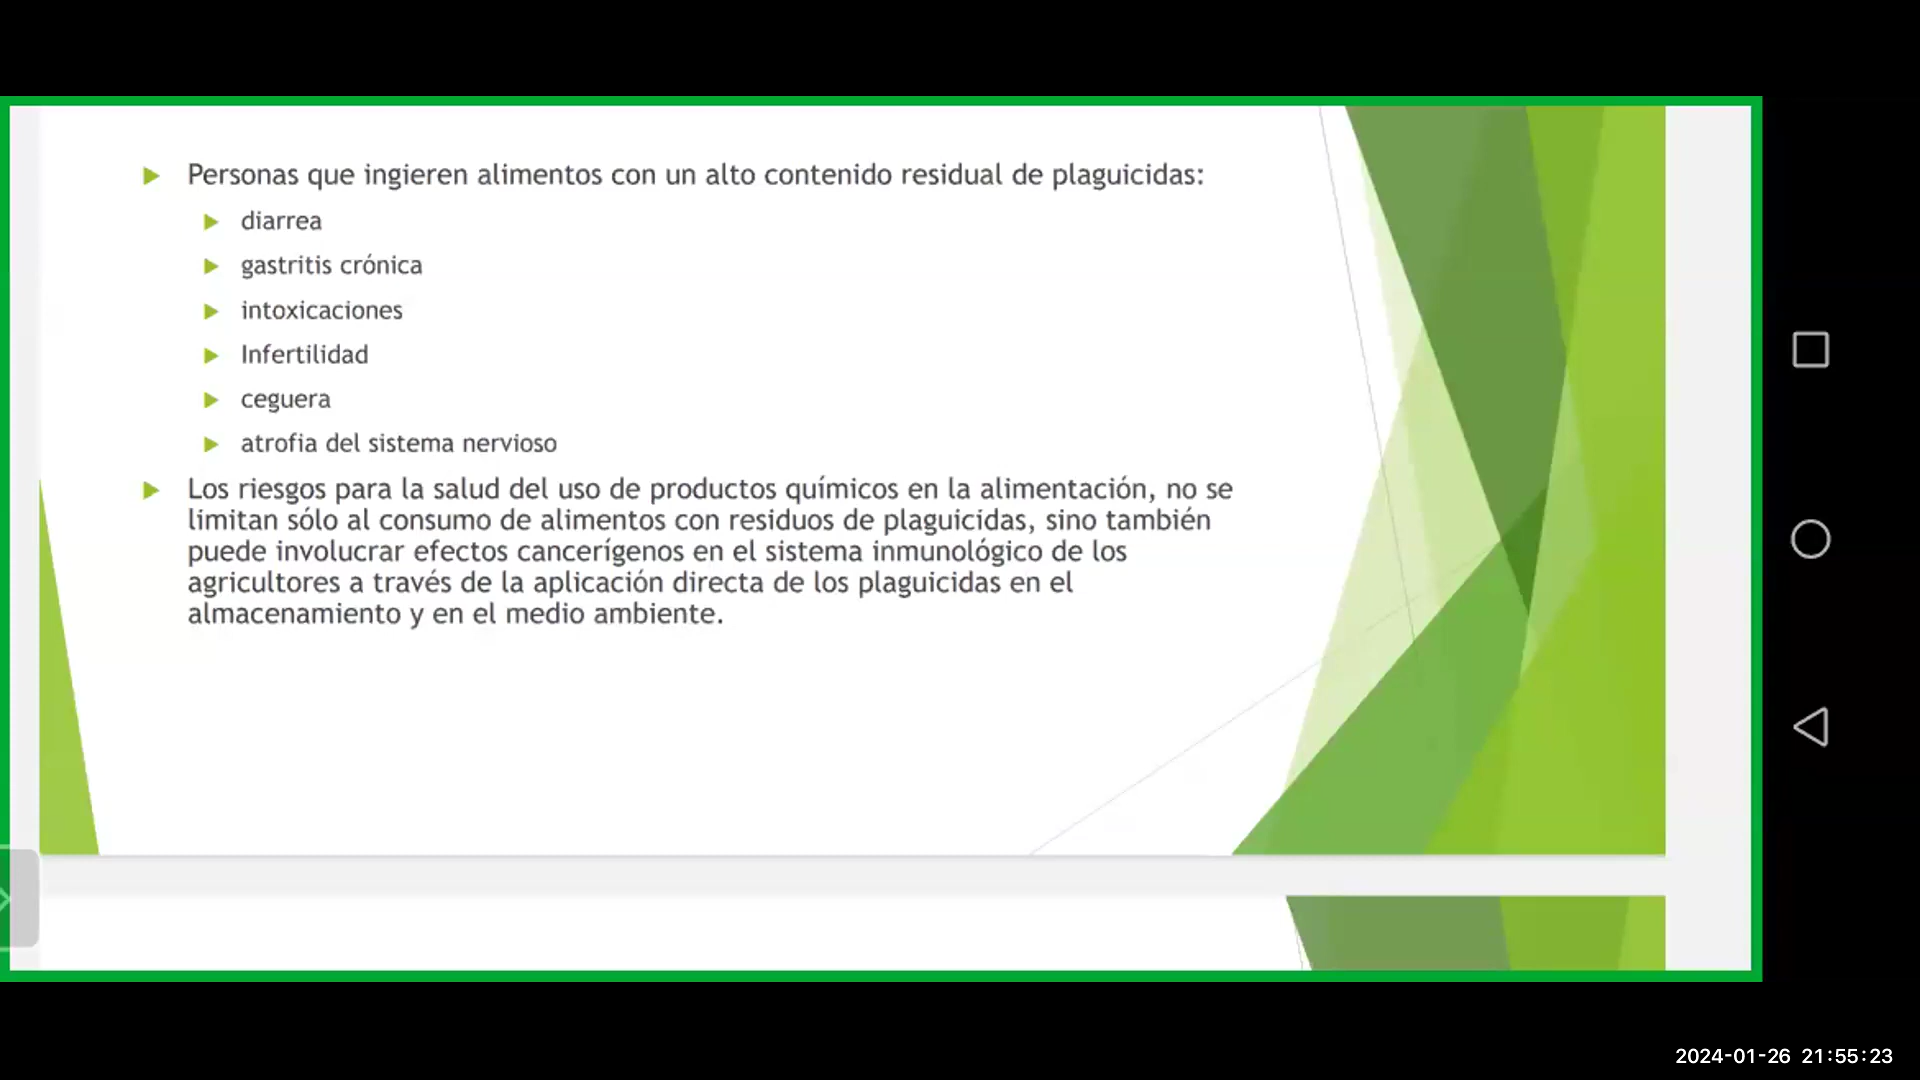 Personas que ingieren alimentos con un alto contenido residual de plaguicidas:
diarrea
gastritis crónica
intoxicaciones
Infertilidad
ceguera
atrofia del sistema nervioso
Los riesgos para la salud del uso de productos químicos en la alimentación, no se
limitan sólo al consumo de alimentos con residuos de plaguicidas, sino también
puede involucrar efectos cancerígenos en el sistema inmunológico de los
agricultores a través de la aplicación directa de los plaguicidas en el
almacenamiento y en el medio ambiente.
2024-01-26 21:55:23